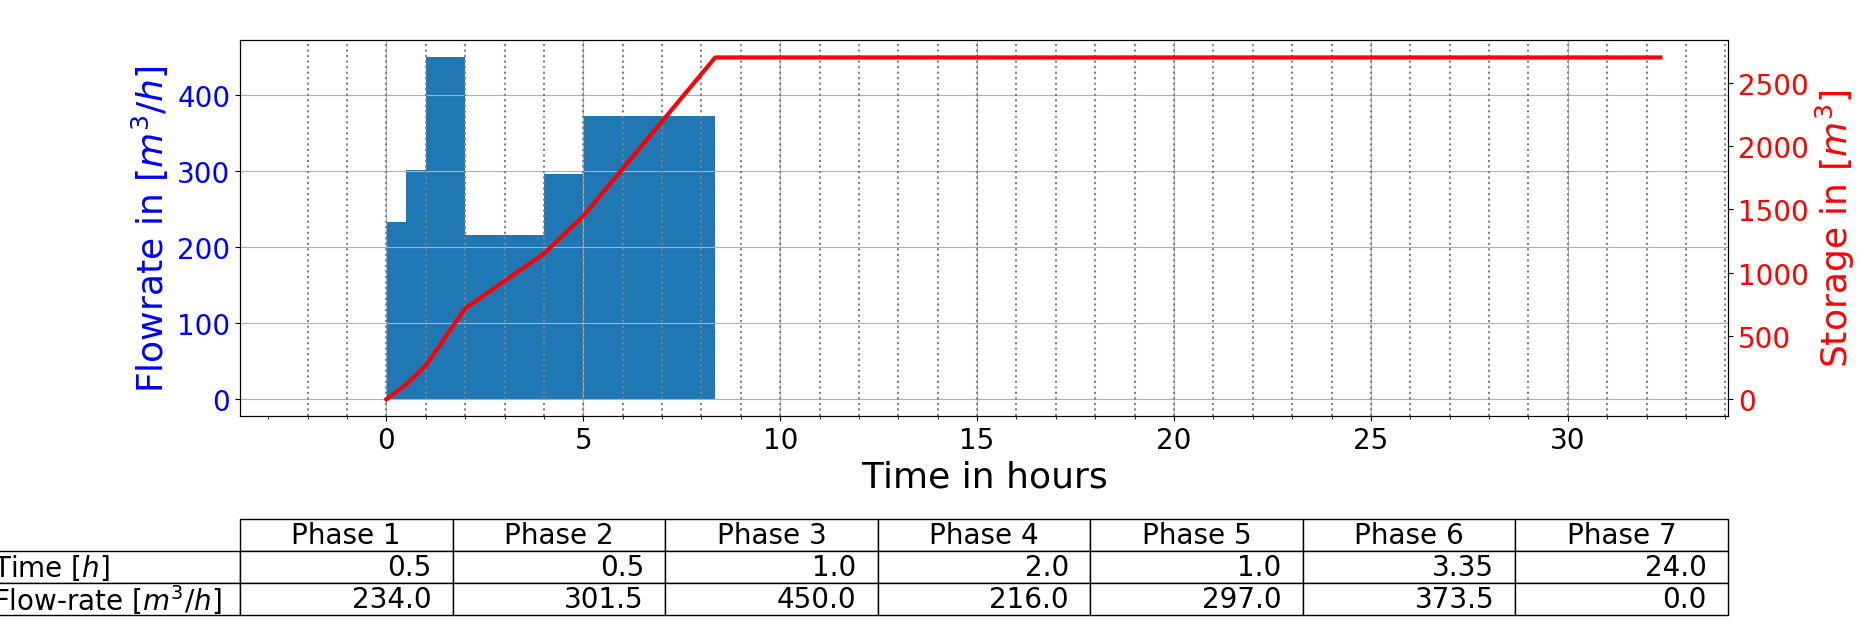 Flowrate in [m³/h]
400
300
200
100
0
2500
2000
1500
1000
500
0
Storage in [m³]
0 5 10 15 20 25 30
Time in hours
Phase 1 Phase 2 Phase 3 Phase 4 Phase 5 Phase 6 Phase 7
Time [h] 0.5 0.5 1.0 2.0 1.0 3.35 24.0
Flow-rate [m³/h] 234.0 301.5 450.0 216.0 297.0 373.5 0.0